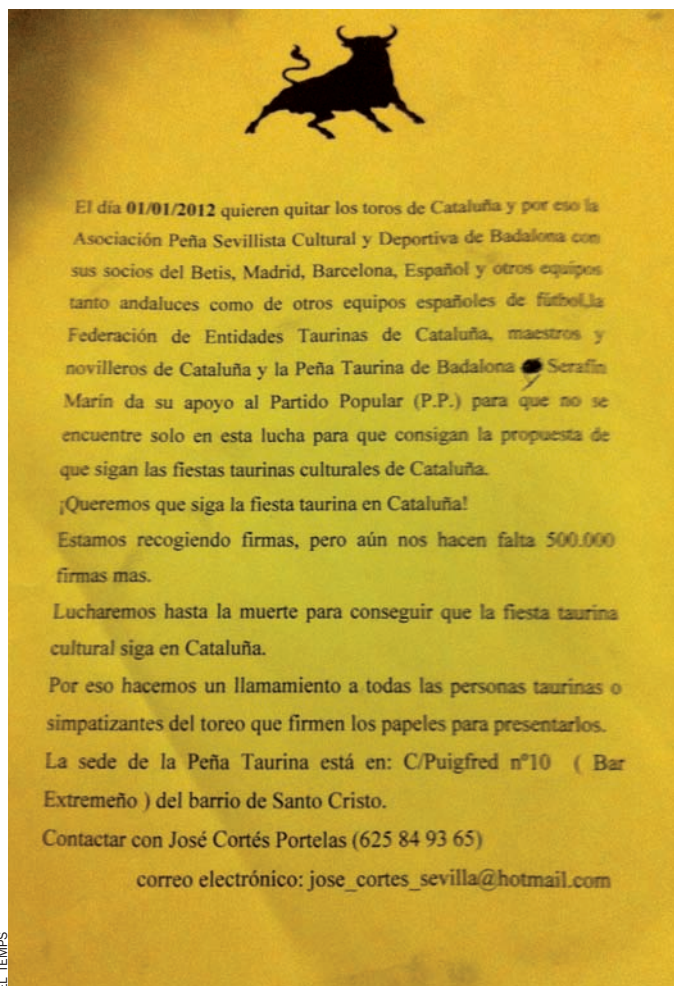 El día 01/01/2012 quieren quitar los toros de Cataluña y por eso la
Asociación Peña Sevillista Cultural y Deportiva de Badalona con
sus socios del Betis, Madrid, Barcelona, Español y otros equipos
tanto andaluces como de otros equipos españoles de fútbol,la
Federación de Entidades Taurinas de Cataluña, maestros y
novilleros de Cataluña y la Peña Taurina de Badalona Serafín
Marín da su apoyo al Partido Popular (P.P.) para que no se
encuentre solo en esta lucha para que consigan la propuesta de
que sigan las fiestas taurinas culturales de Cataluña.
¡Queremos que siga la fiesta taurina en Cataluña!
Estamos recogiendo firmas, pero aún nos hacen falta 500.000
firmas mas.
Lucharemos hasta la muerte para conseguir que la fiesta taurina
cultural siga en Cataluña.
Por eso hacemos un llamamiento a todas las personas taurinas o
simpatizantes del toreo que firmen los papeles para presentarlos.
La sede de la Peña Taurina está en: C/Puigfred nº10 ( Bar
Extremeño ) del barrio de Santo Cristo.
Contactar con José Cortés Portelas (625 84 93 65)
correo electrónico: jose_cortes_sevilla@hotmail.com
EL TEMPS